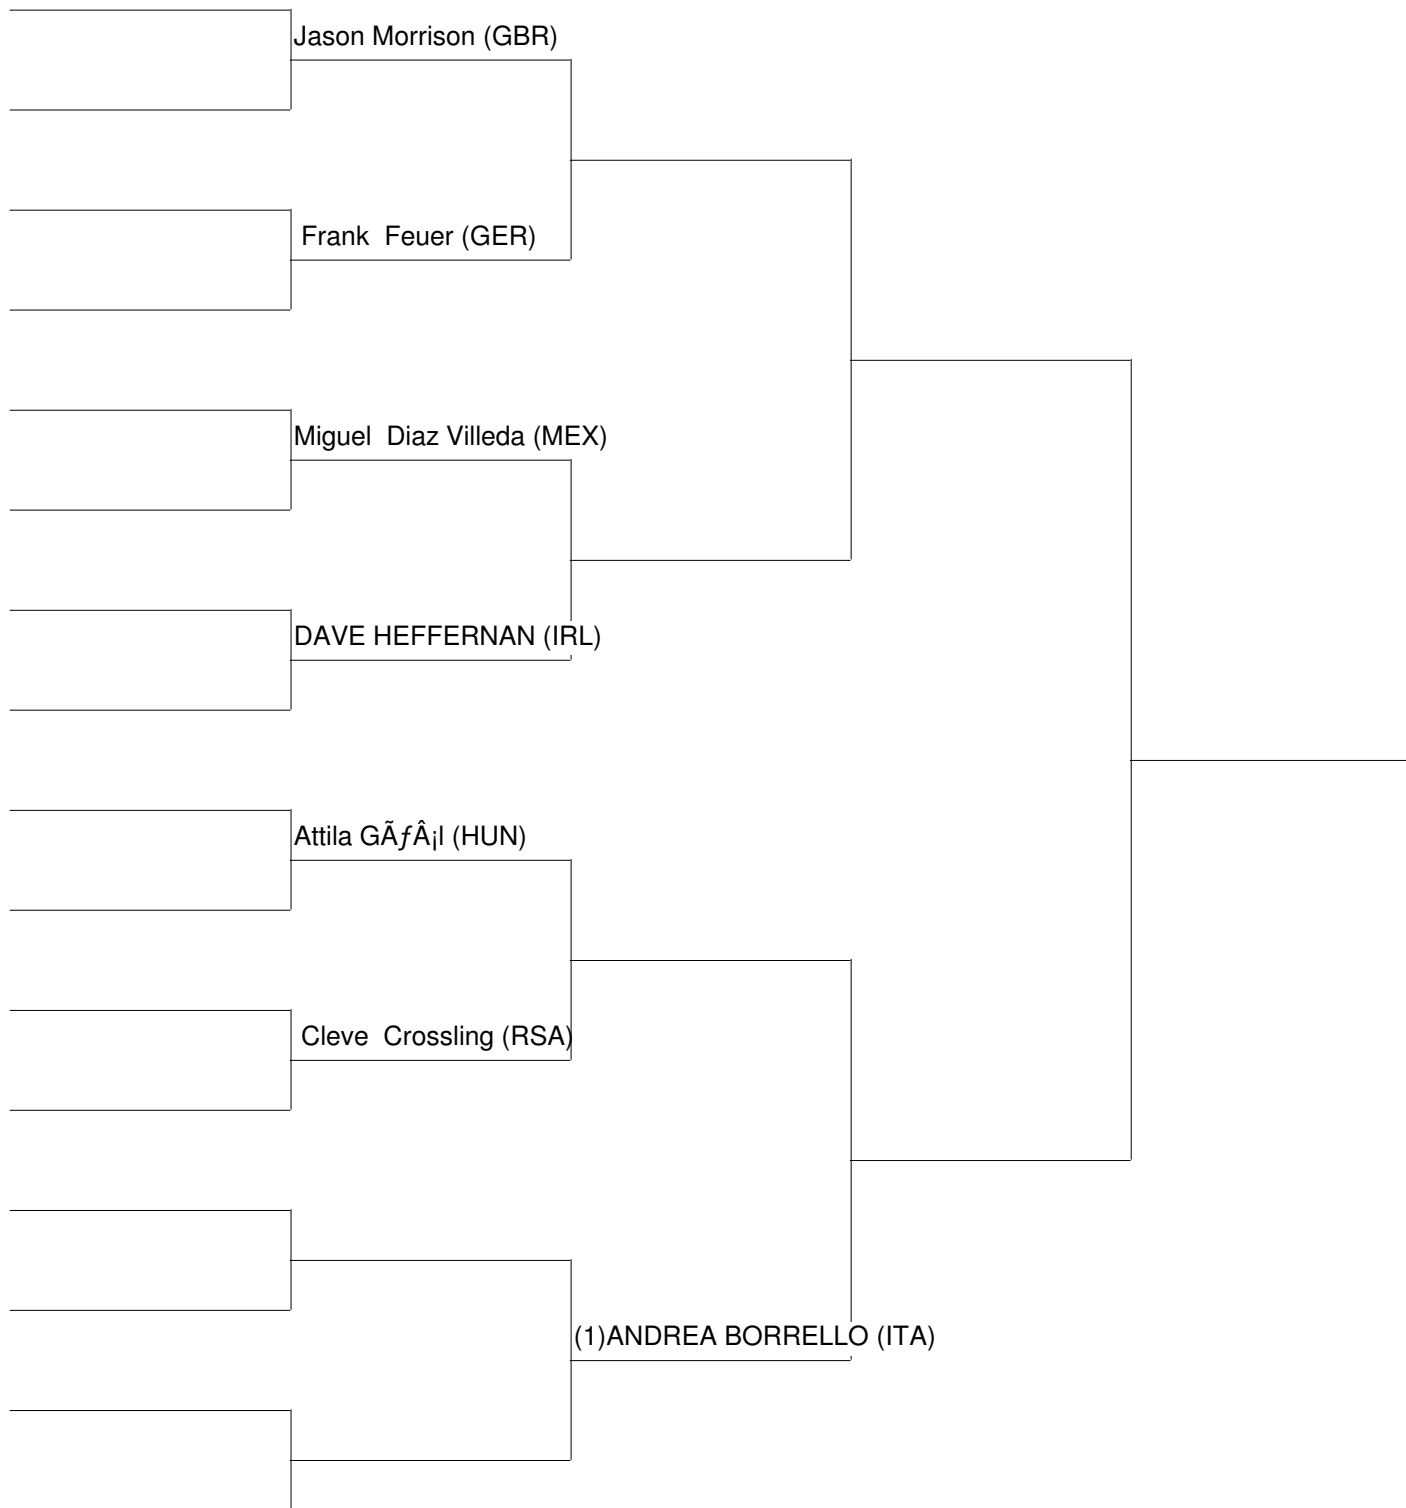 Jason Morrison (GBR)
Frank  Feuer (GER)
Miguel  Diaz Villeda (MEX)
DAVE HEFFERNAN (IRL)
Attila GÃƒÂ¡l (HUN)
Cleve  Crossling (RSA)
(1)ANDREA BORRELLO (ITA)